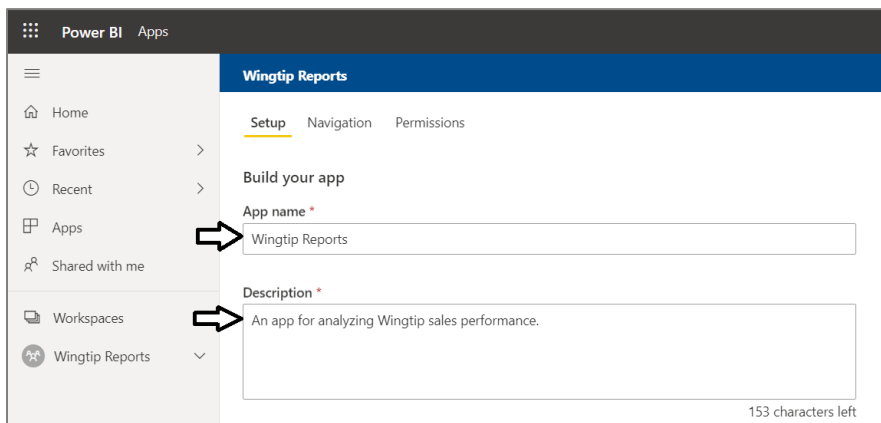 Power BI Apps
Wingtip Reports
Home
Favorites
Recent
Apps
Shared with me
Workspaces
Wingtip Reports
Setup Navigation Permissions
Build your app
App name *
Wingtip Reports
Description *
An app for analyzing Wingtip sales performance.
153 characters left